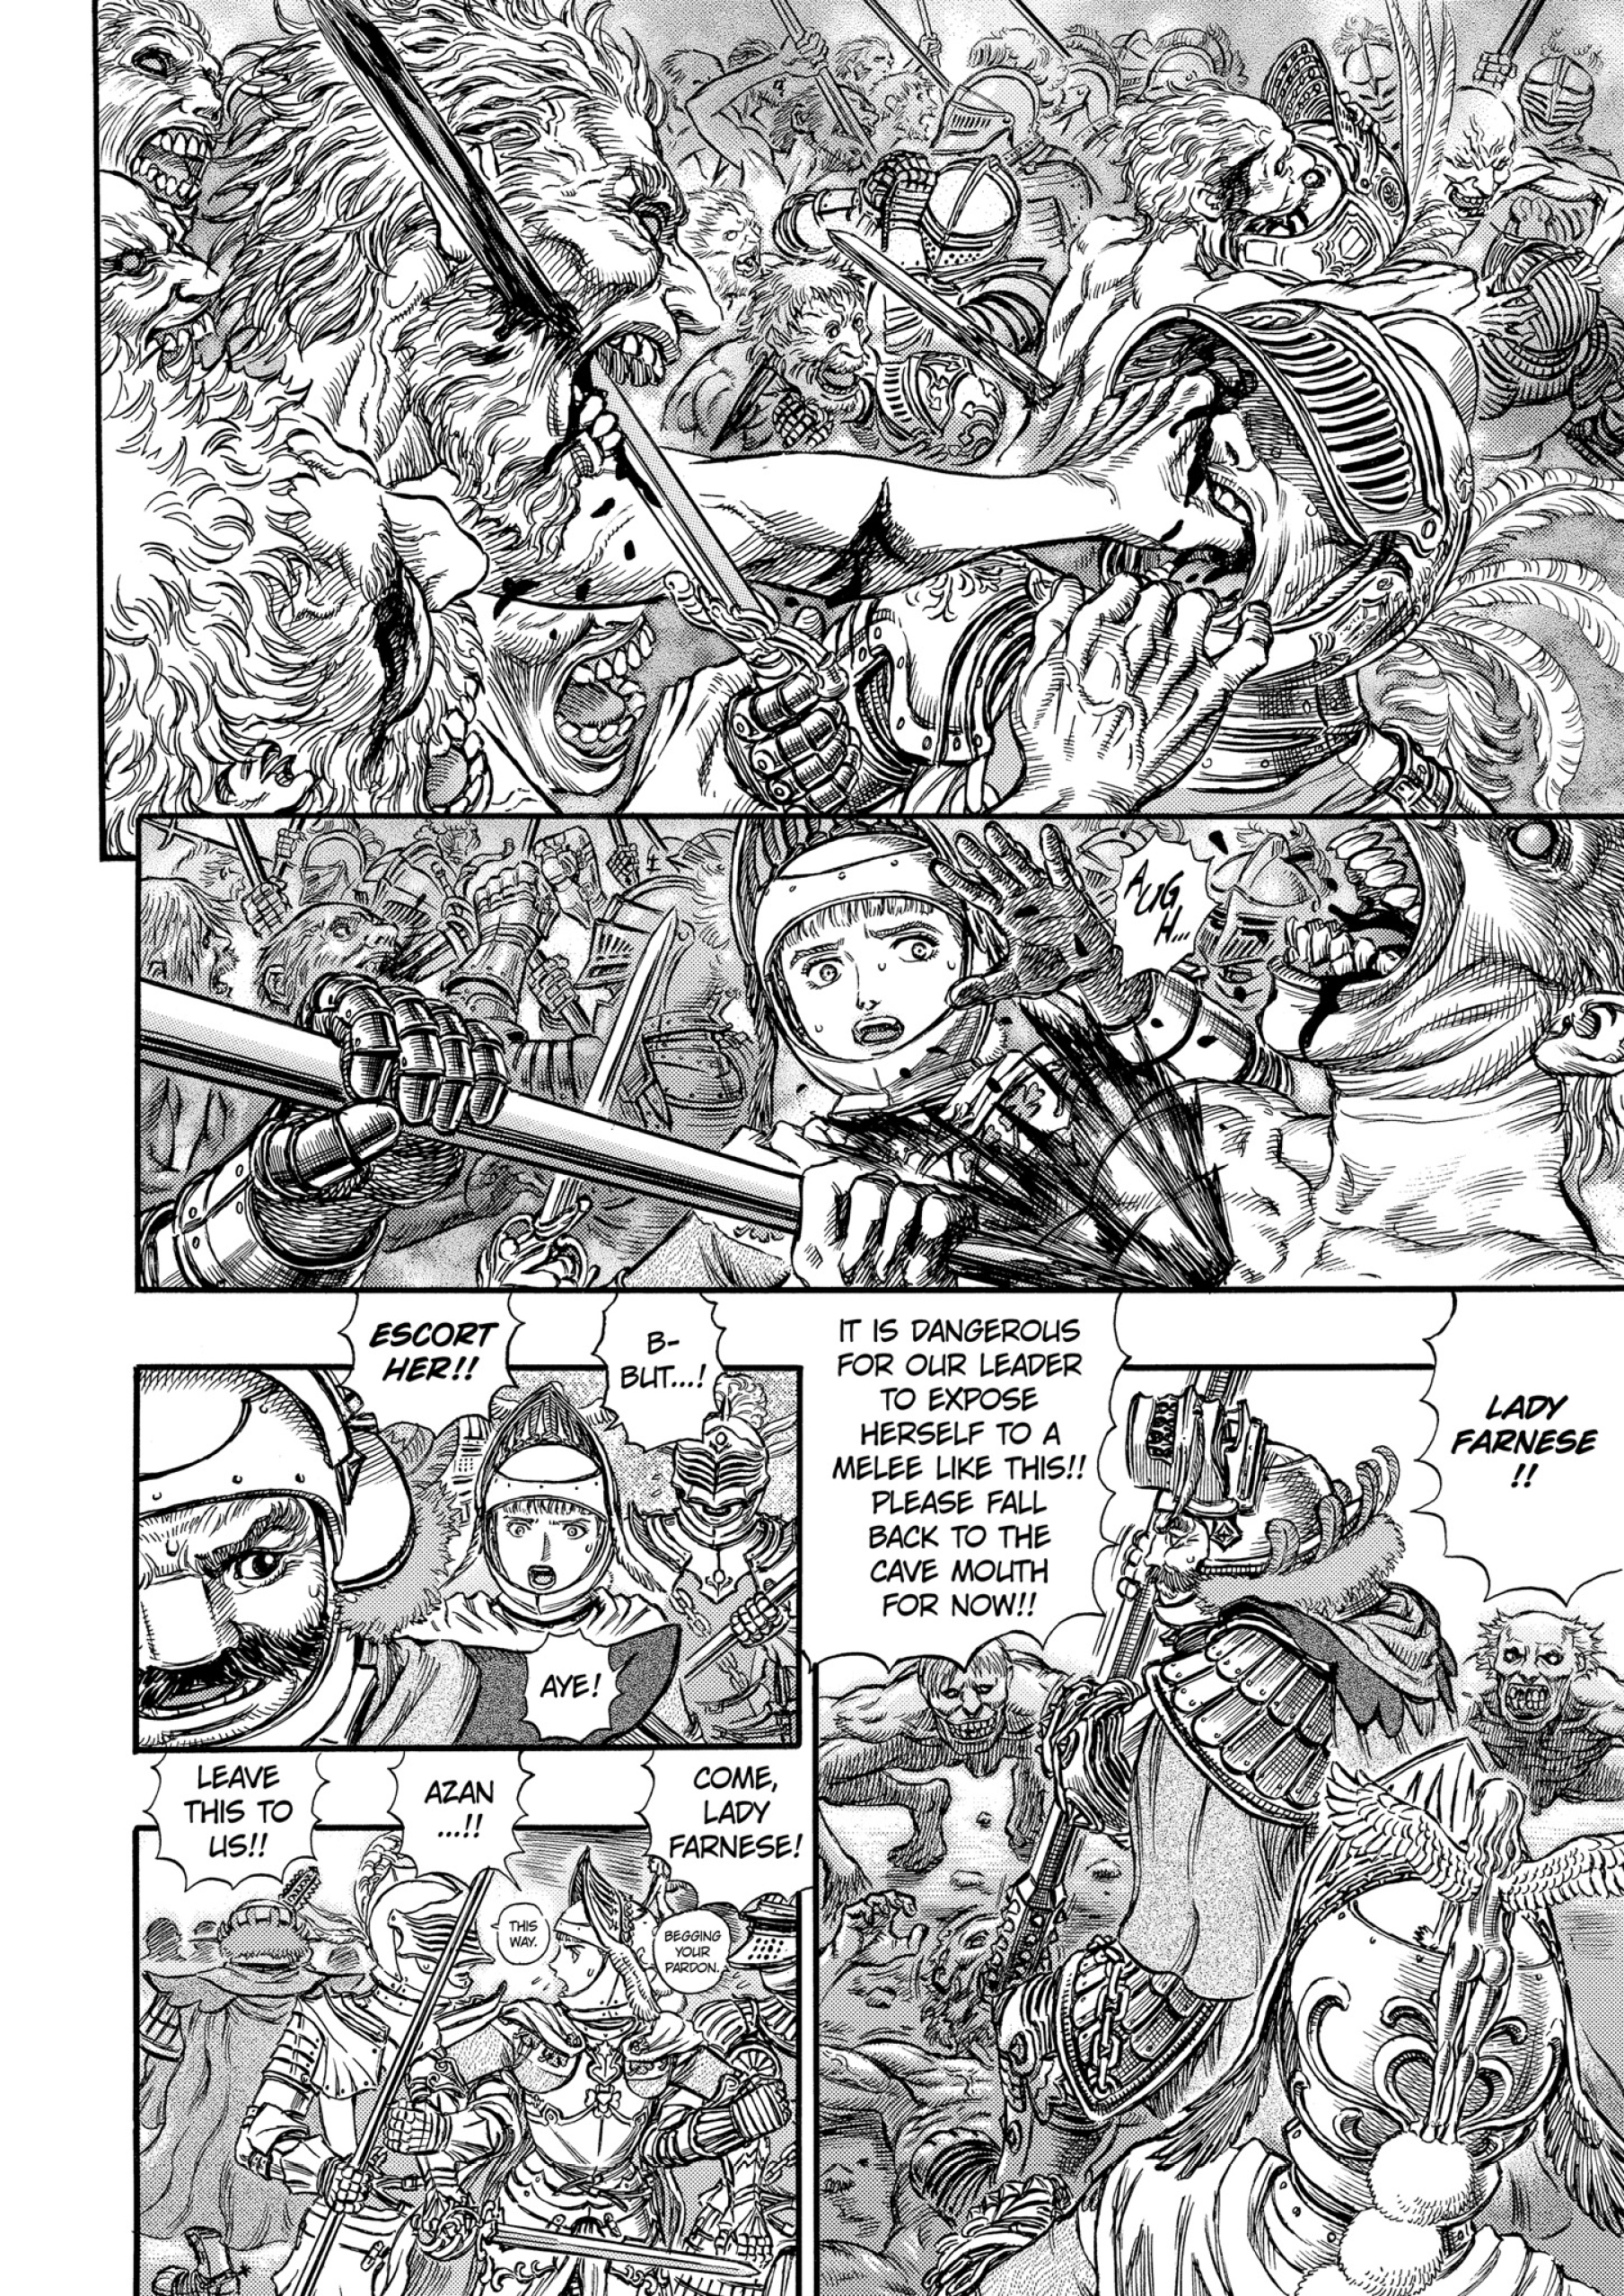 AUGH...
LADY
FARNESE
!!
IT IS DANGEROUS
FOR OUR LEADER
TO EXPOSE
HERSELF TO A
MELEE LIKE THIS!!
PLEASE FALL
BACK TO THE
CAVE MOUTH
FOR NOW!!
B-
BUT...!
ESCORT
HER!!
AYE!
COME,
LADY
FARNESE!
BEGGING
YOUR
PARDON.
AZAN
...!!
THIS
WAY.
LEAVE
THIS TO
US!!